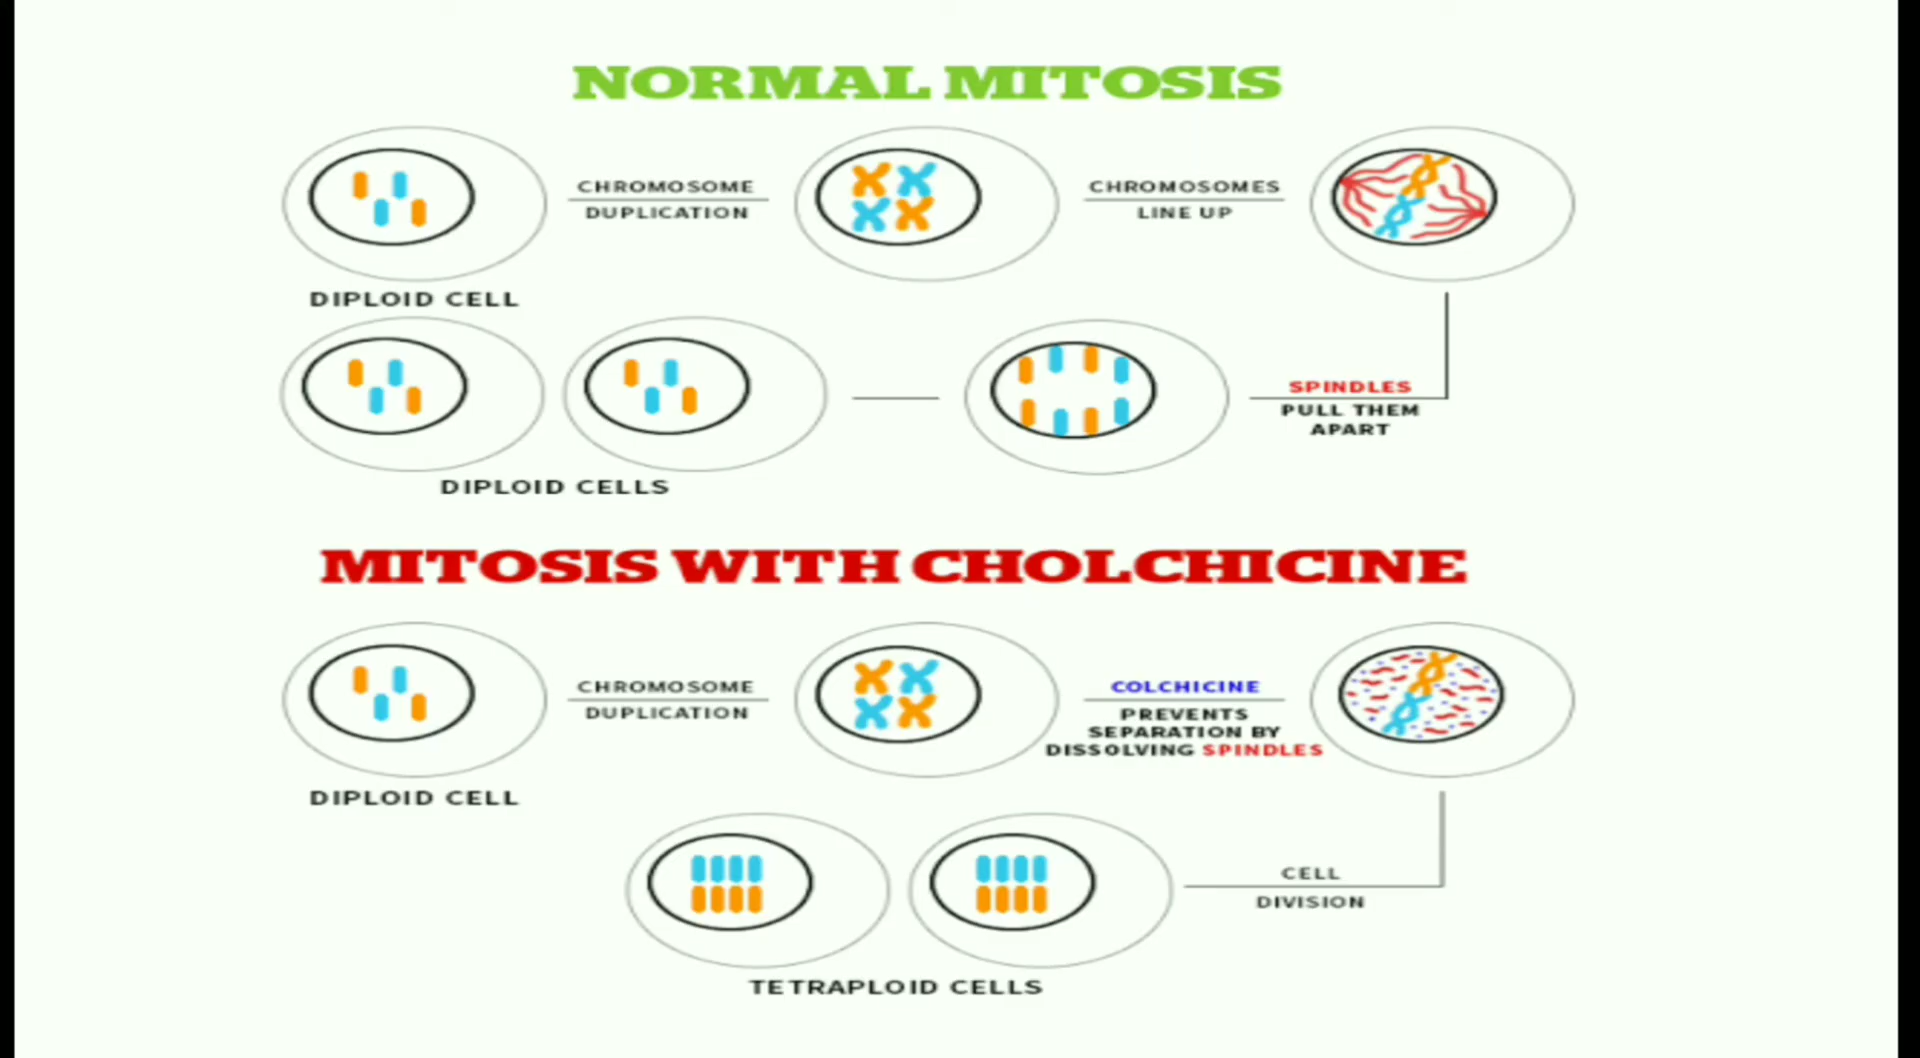 NORMAL MITOSIS
CHROMOSOME
DUPLICATION
CHROMOSOMES
LINE UP
DIPLOID CELL
SPINDLES
PULL THEM
APART
DIPLOID CELLS
MITOSIS WITH CHOLCHICINE
CHROMOSOME
DUPLICATION
COLCHICINE
PREVENTS
SEPARATION BY
DISSOLVING SPINDLES
DIPLOID CELL
CELL
DIVISION
TETRAPLOID CELLS